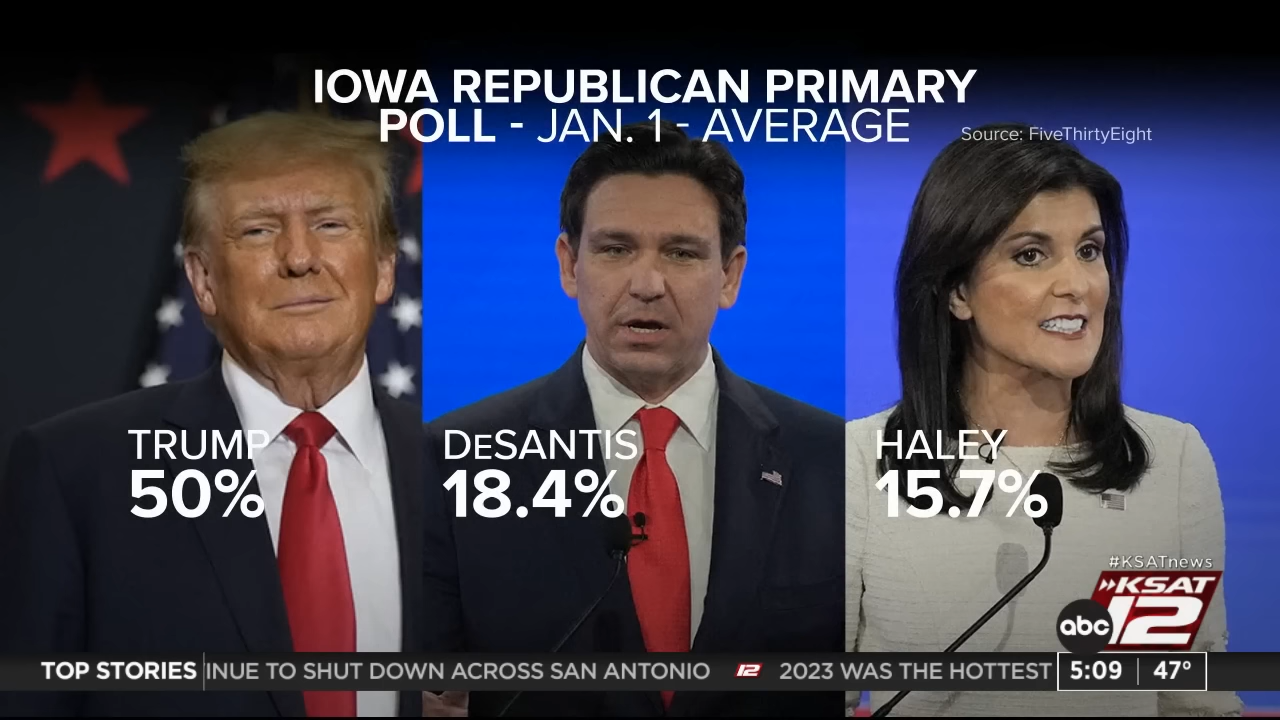 IOWA REPUBLICAN PRIMARY
POLL - JAN. 1 - AVERAGE
Source: FiveThirtyEight
TRUMP
50%
DeSANTIS
18.4%
HALEY
15.7%
#KSATnews
KSAT
abc 12
TOP STORIES INUE TO SHUT DOWN ACROSS SAN ANTONIO 12 2023 WAS THE HOTTEST 5:09 47°